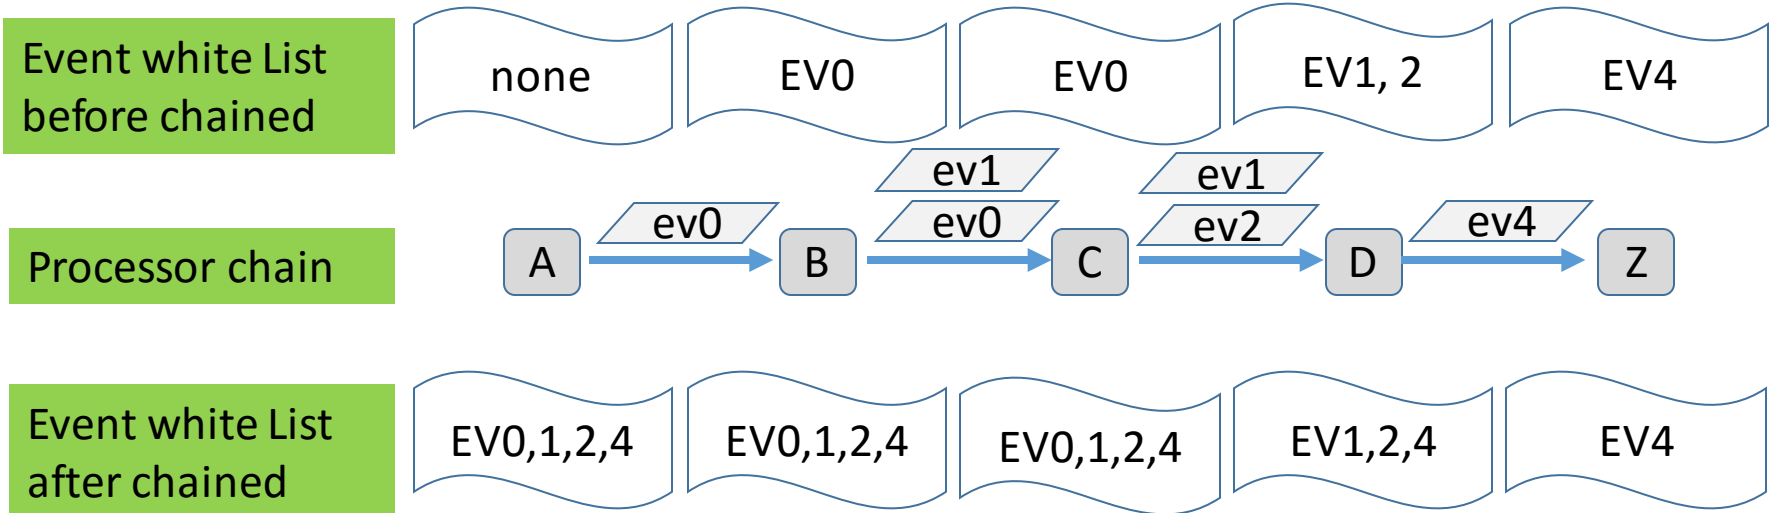 Event white List
before chained
none
EV0
EV0
EV1, 2
EV4
ev1
ev1
ev0
ev0
ev2
ev4
Processor chain
A
B
C
D
Z
Event white List
after chained
EV0,1,2,4
EV0,1,2,4
EV0,1,2,4
EV1,2,4
EV4